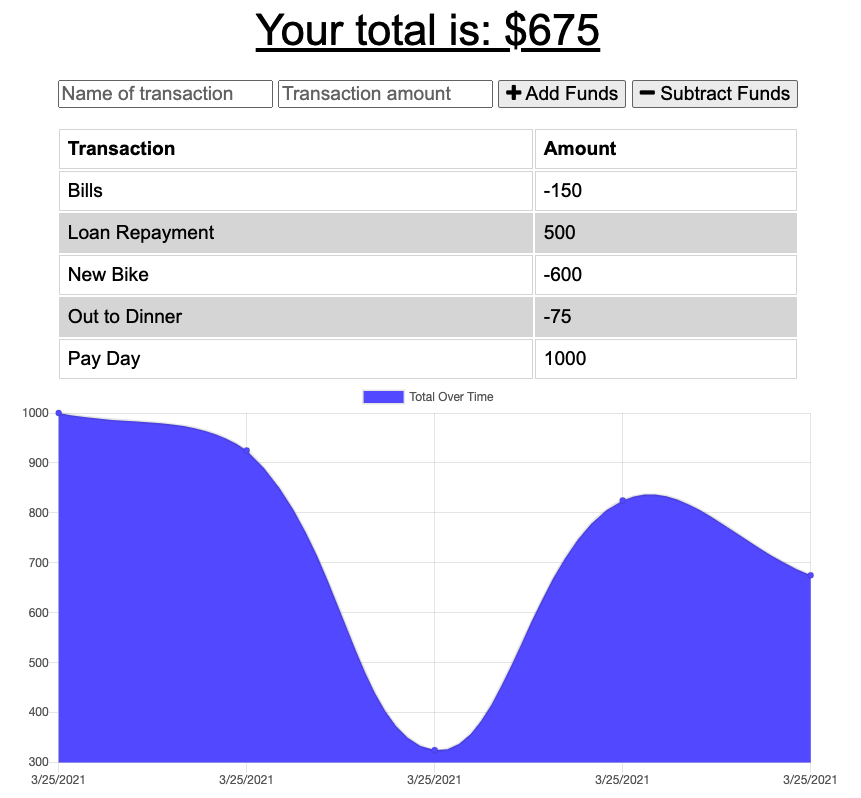 Your total is: $675
Name of transaction Transaction amount + Add Funds − Subtract Funds
Transaction Amount
Bills -150
Loan Repayment 500
New Bike -600
Out to Dinner -75
Pay Day 1000
Total Over Time
1000
900
800
700
600
500
400
300
3/25/2021 3/25/2021 3/25/2021 3/25/2021 3/25/2021